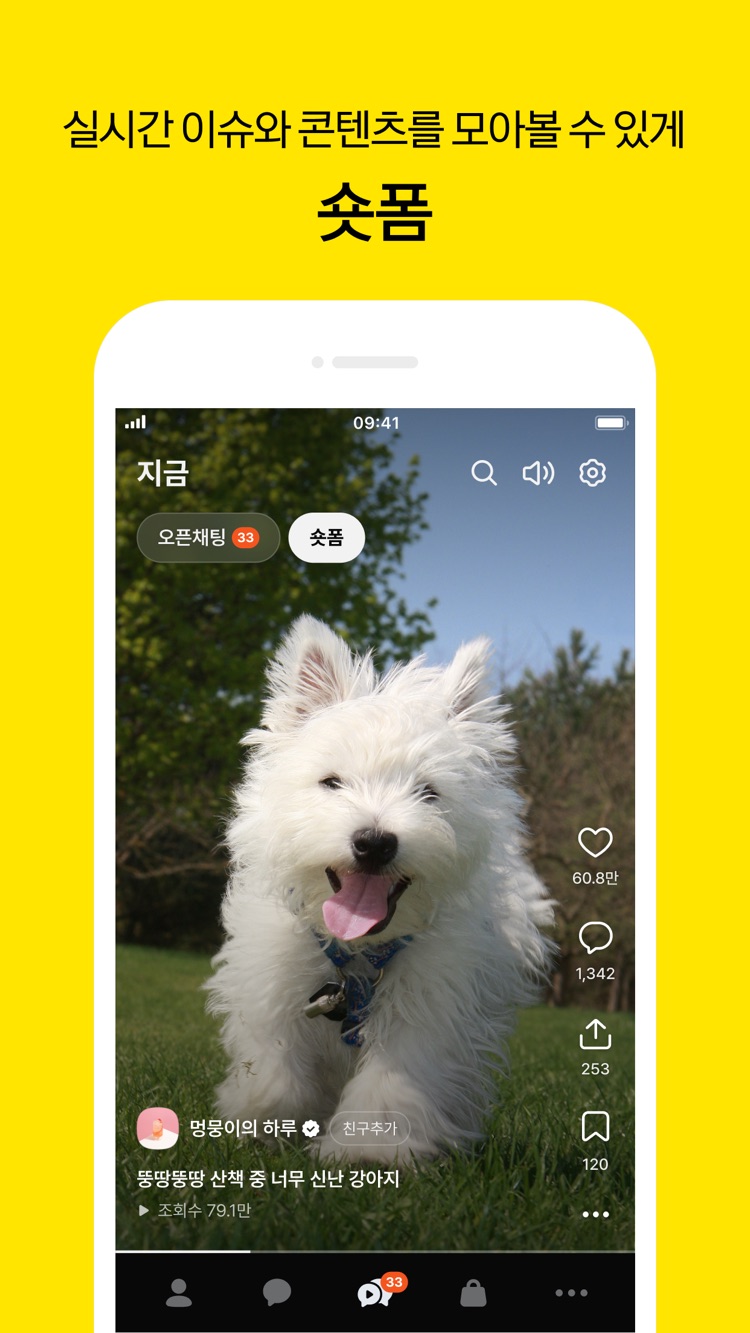 실시간 이슈와 콘텐츠를 모아볼 수 있게
숏폼
09:41
지금
오픈채팅 33
숏폼
60.8만
1,342
253
120
멍뭉이의 하루
친구추가
뚱땅뚱땅 산책 중 너무 신난 강아지
조회수 79.1만
33